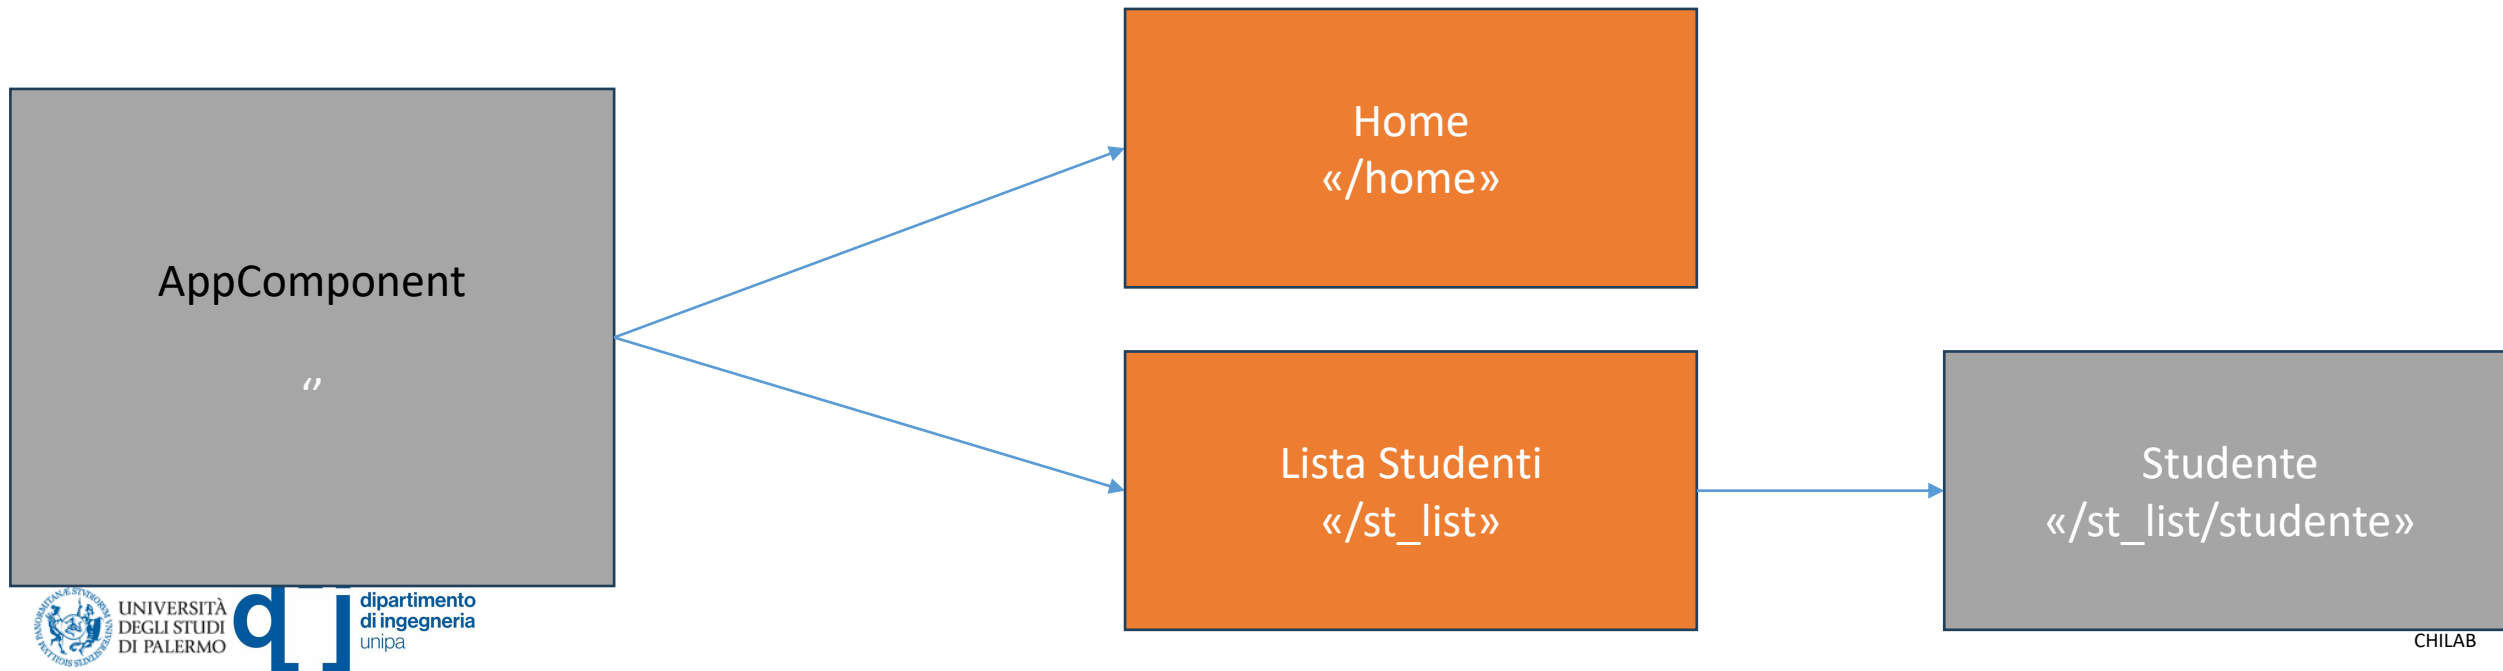 AppComponent
‘’
Home
«/home»
Lista Studenti
«/st_list»
Studente
«/st_list/studente»
UNIVERSITÀ
DEGLI STUDI
DI PALERMO
dipartimento
di ingegneria
unipa
CHILAB